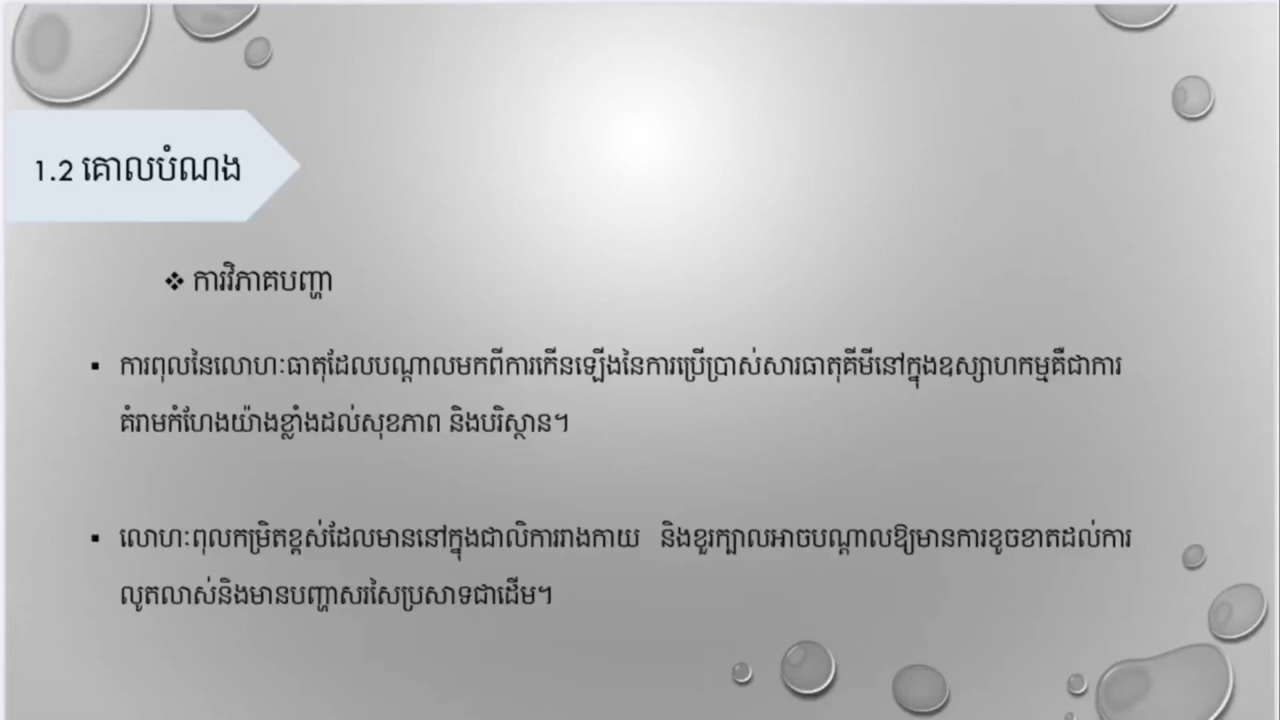 1.2 គោលបំណង
❖ ការវិភាគបញ្ហា
▪ ការពុលនៃលោហៈធាតុដែលបណ្តាលមកពីការកើនឡើងនៃការប្រើប្រាស់សារធាតុគីមីនៅក្នុងឧស្សាហកម្មគឺជាការ
គំរាមកំហែងយ៉ាងខ្លាំងដល់សុខភាព និងបរិស្ថាន។
▪ លោហៈពុលកម្រិតខ្ពស់ដែលមាននៅក្នុងជាលិការរាងកាយ និងខួរក្បាលអាចបណ្តាលឱ្យមានការខូចខាតដល់ការ
លូតលាស់និងមានបញ្ហាសរសៃប្រសាទជាដើម។